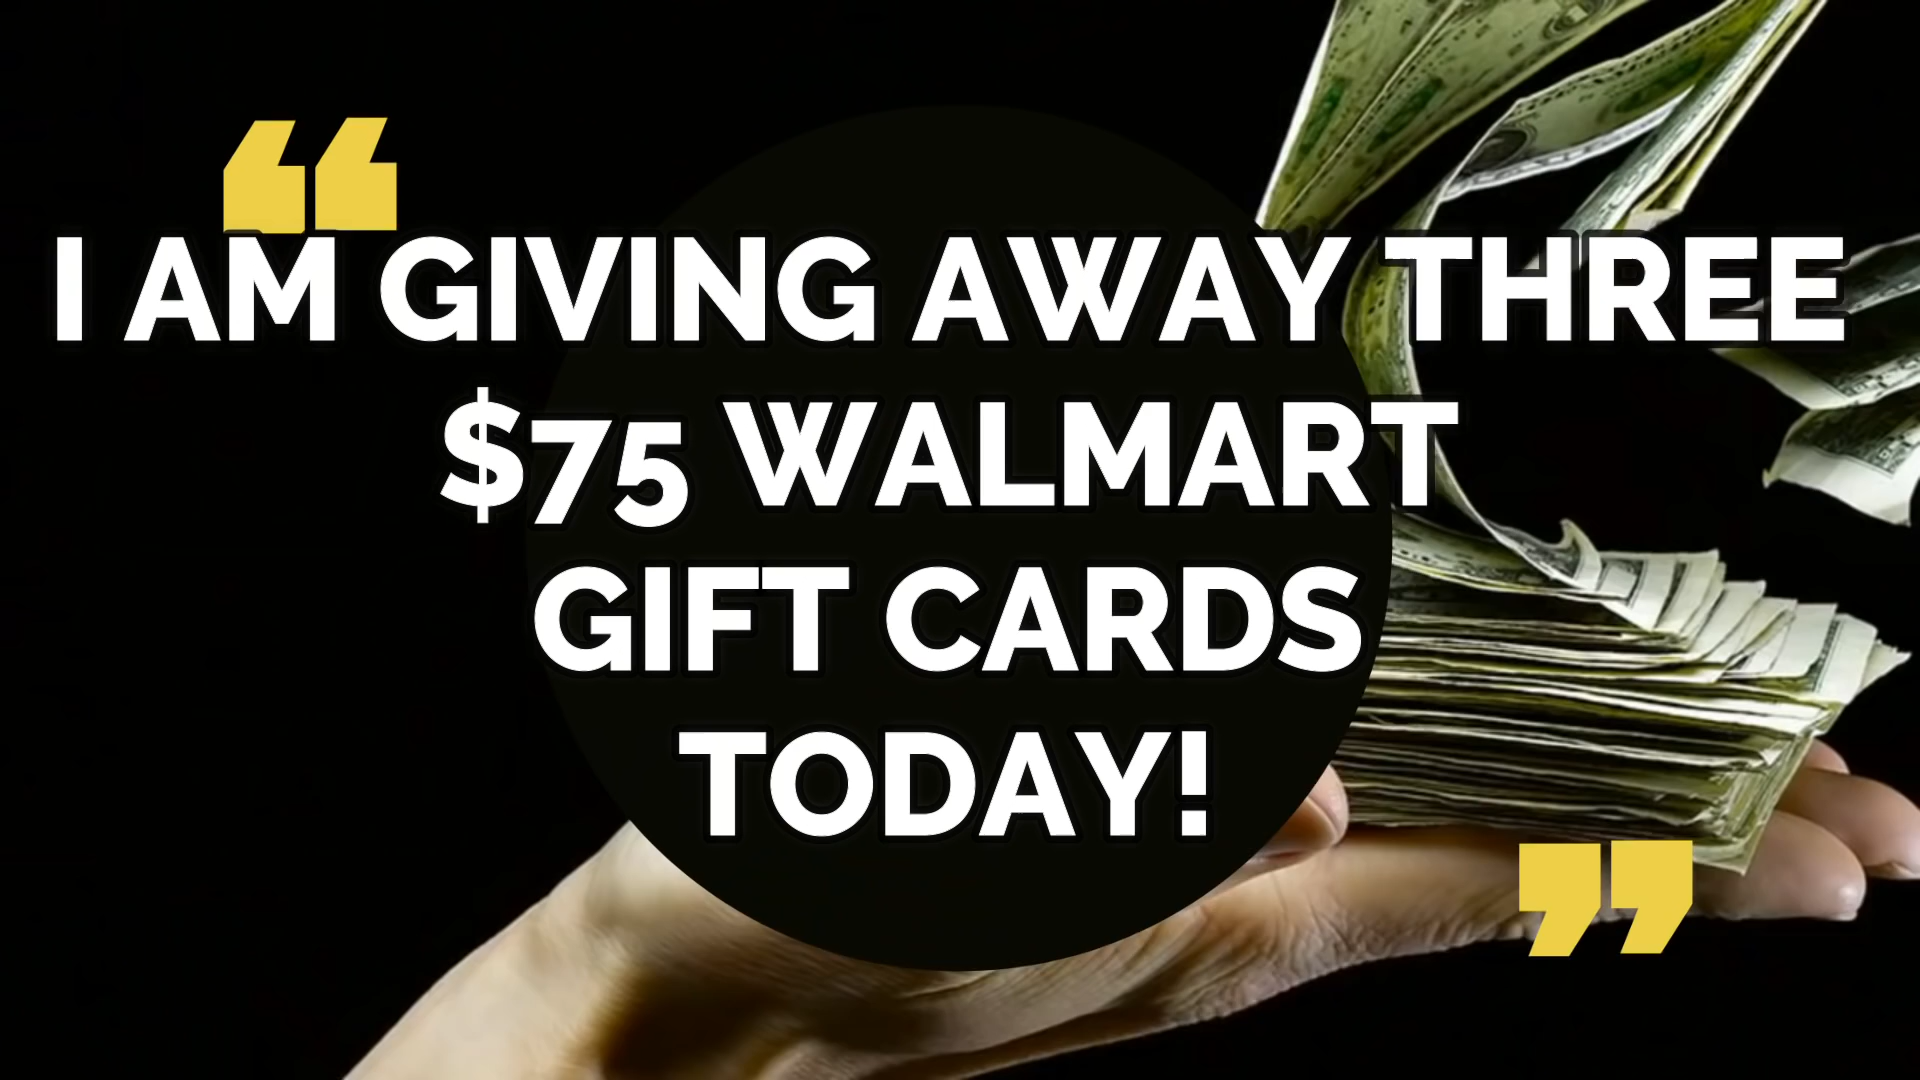 “
I AM GIVING AWAY THREE
$75 WALMART
GIFT CARDS
TODAY!
”